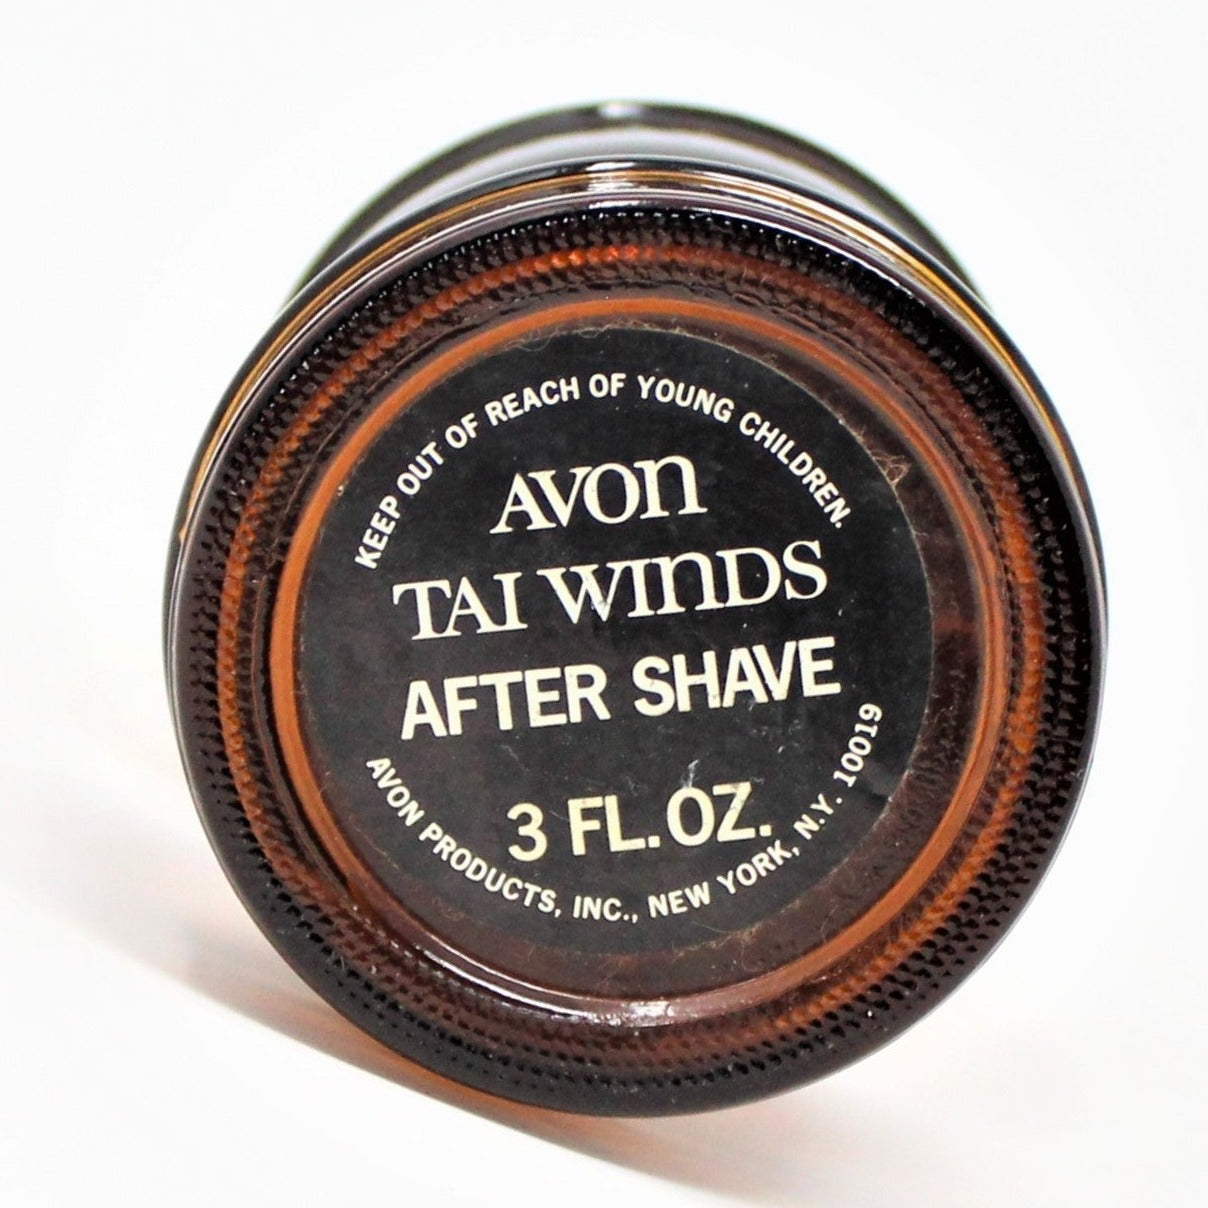 KEEP OUT OF REACH OF YOUNG CHILDREN.
AVON
TAI WINDS
AFTER SHAVE
3 FL. OZ.
AVON PRODUCTS, INC., NEW YORK, N.Y. 10019